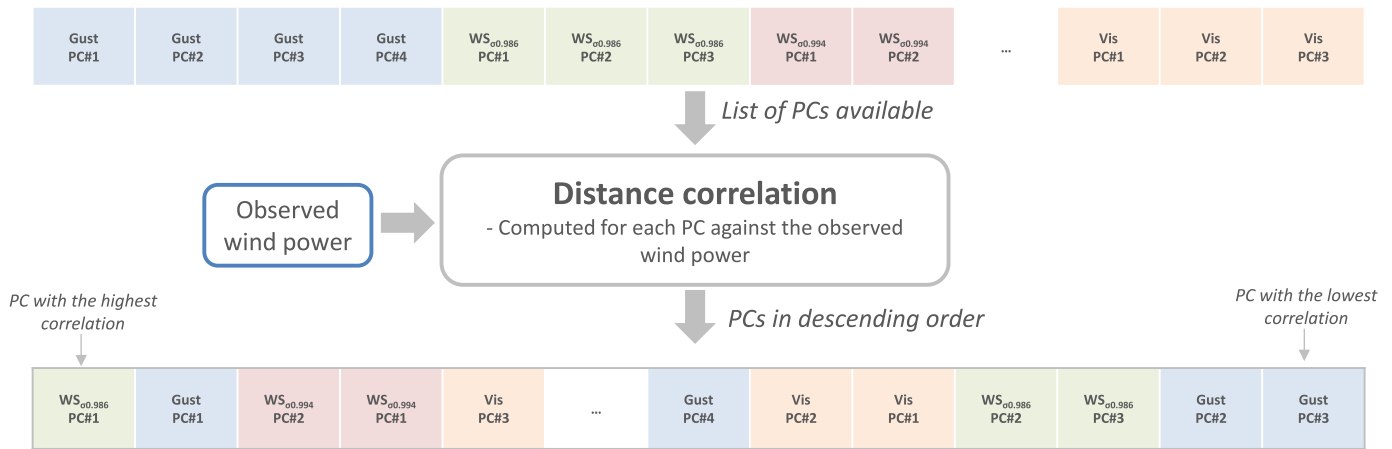 Gust
PC#1
Gust
PC#2
Gust
PC#3
Gust
PC#4
WSσ0.986
PC#1
WSσ0.986
PC#2
WSσ0.986
PC#3
WSσ0.994
PC#1
WSσ0.994
PC#2
...
Vis
PC#1
Vis
PC#2
Vis
PC#3
List of PCs available
Observed
wind power
Distance correlation
- Computed for each PC against the observed
wind power
PCs in descending order
PC with the highest
correlation
PC with the lowest
correlation
WSσ0.986
PC#1
Gust
PC#1
WSσ0.994
PC#2
WSσ0.994
PC#1
Vis
PC#3
...
Gust
PC#4
Vis
PC#2
Vis
PC#1
WSσ0.986
PC#2
WSσ0.986
PC#3
Gust
PC#2
Gust
PC#3